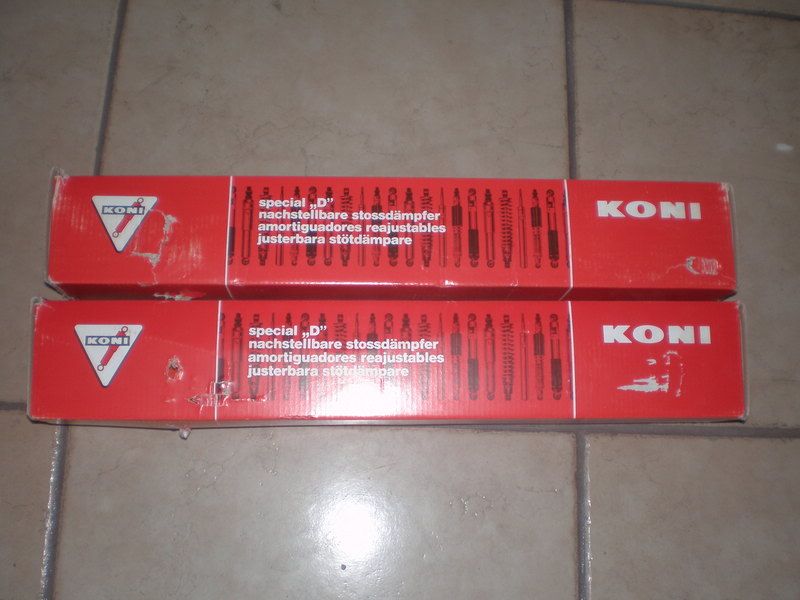 KONI
special „D”
nachstellbare stossdämpfer
amortiguadores reajustables
justerbara stötdämpare
KONI
KONI
special „D”
nachstellbare stossdämpfer
amortiguadores reajustables
justerbara stötdämpare
KONI